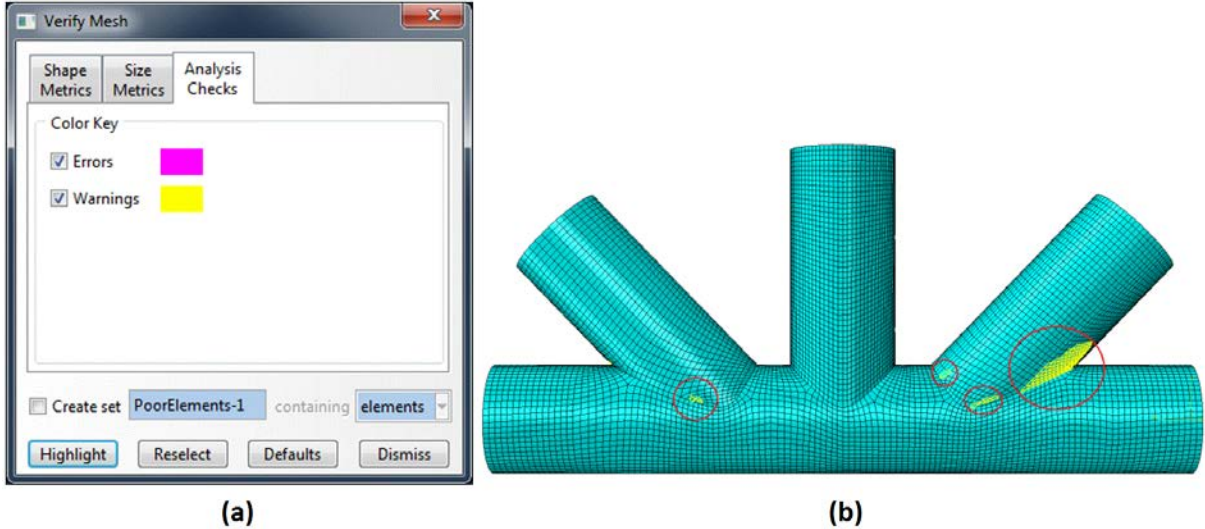 Verify Mesh
Shape
Metrics
Size
Metrics
Analysis
Checks
Color Key
Errors
Warnings
Create set PoorElements-1 containing elements
Highlight Reselect Defaults Dismiss
(a) (b)